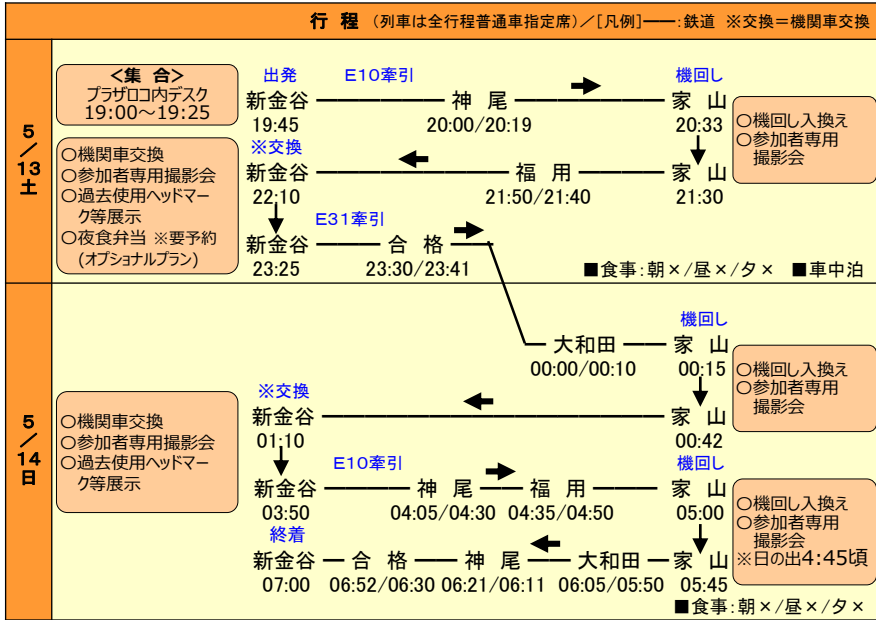 行 程 (列車は全行程普通車指定席)／[凡例]━━:鉄道 ※交換＝機関車交換
5／13土
<集 合>
プラザロコ内デスク
19:00～19:25
出発 E10牽引 機回し
新金谷 神 尾 家 山
19:45 20:00/20:19 20:33
※交換
新金谷 福 用 家 山
22:10 21:50/21:40 21:30
E31牽引
新金谷 合 格
23:25 23:30/23:41
〇機関車交換
〇参加者専用撮影会
〇過去使用ヘッドマー
ク等展示
〇夜食弁当 ※要予約
(オプショナルプラン)
〇機回し入換え
〇参加者専用
撮影会
■食事:朝×/昼×/夕× ■車中泊
5／14日
機回し
大和田 家 山
00:00/00:10 00:15
※交換
新金谷 家 山
01:10 00:42
E10牽引 機回し
新金谷 神 尾 福 用 家 山
03:50 04:05/04:30 04:35/04:50 05:00
終着
新金谷 合 格 神 尾 大和田 家 山
07:00 06:52/06:30 06:21/06:11 06:05/05:50 05:45
〇機関車交換
〇参加者専用撮影会
〇過去使用ヘッドマー
ク等展示
〇機回し入換え
〇参加者専用
撮影会
〇機回し入換え
〇参加者専用
撮影会
※日の出4:45頃
■食事:朝×/昼×/夕×